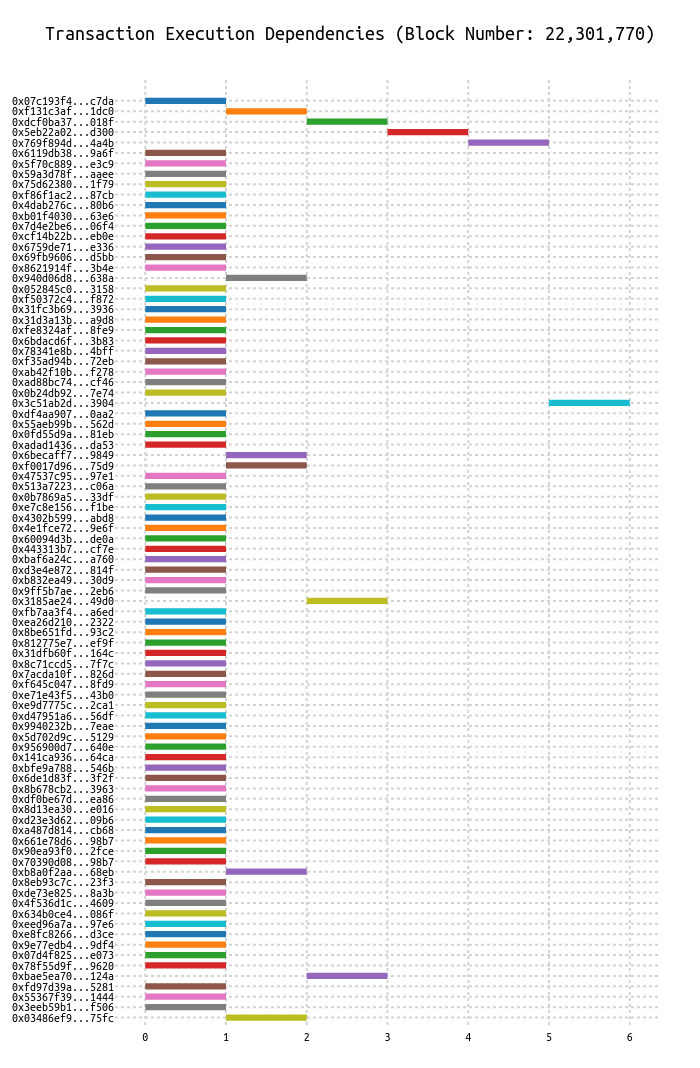 Transaction Execution Dependencies (Block Number: 22,301,770)
0x07c193f4...c7da
0xf131c3af...1dc0
0xdcf0ba37...018f
0x5eb22a02...d300
0x769f894d...4a4b
0x6119db38...9a6f
0x5f70c889...e3c9
0x59a3d78f...aaee
0x75d62380...1f79
0xf86f1ac2...87cb
0x4dab276c...80b6
0xb01f4030...63e6
0x7d4e2be6...06f4
0xcf14b22b...eb0e
0x6759de71...e336
0x69fb9606...d5bb
0x8621914f...3b4e
0x940d06d8...638a
0x052845c0...3158
0xf50372c4...f872
0x31fc3b69...3936
0x31d3a13b...a9d8
0xfe8324af...8fe9
0x6bdacd6f...3b83
0x78341e8b...4bff
0xf35ad94b...72eb
0xab42f10b...f278
0xad88bc74...cf46
0x0b24db92...7e74
0x3c51ab2d...3904
0xdf4aa907...0aa2
0x55aeb99b...562d
0x0fd55d9a...81eb
0xadad1436...da53
0x6becaff7...9849
0xf0017d96...75d9
0x47537c95...97e1
0x513a7223...c06a
0x0b7869a5...33df
0xe7c8e156...f1be
0x4302b599...abd8
0x4e1fce72...9e6f
0x60094d3b...de0a
0x443313b7...cf7e
0xbaf6a24c...a760
0xd3e4e872...814f
0xb832ea49...30d9
0x9ff5b7ae...2eb6
0x3185ae24...49d0
0xfb7aa3f4...a6ed
0xea26d210...2322
0x8be651fd...93c2
0x812775e7...ef9f
0x31dfb60f...164c
0x8c71ccd5...7f7c
0x7acda10f...826d
0xf645c047...8fd9
0xe71e43f5...43b0
0xe9d7775c...2ca1
0xd47951a6...56df
0x9940232b...7eae
0x5d702d9c...5129
0x956900d7...640e
0x141ca936...64ca
0xbfe9a788...546b
0x6de1d83f...3f2f
0x8b678cb2...3963
0xdf0be67d...ea86
0x8d13ea30...e016
0xd23e3d62...09b6
0xa487d814...cb68
0x661e78d6...98b7
0x90ea93f0...2fce
0x70390d08...98b7
0xb8a0f2aa...68eb
0x8eb93c7c...23f3
0xde73e825...8a3b
0x4f536d1c...4609
0x634b0ce4...086f
0xeed96a7a...97e6
0xe8fc8266...d3ce
0x9e77edb4...9df4
0x07d4f825...e073
0x78f55d9f...9620
0xbae5ea70...124a
0xfd97d39a...5281
0x55367f39...1444
0x3eeb59b1...f506
0x03486ef9...75fc
0 1 2 3 4 5 6